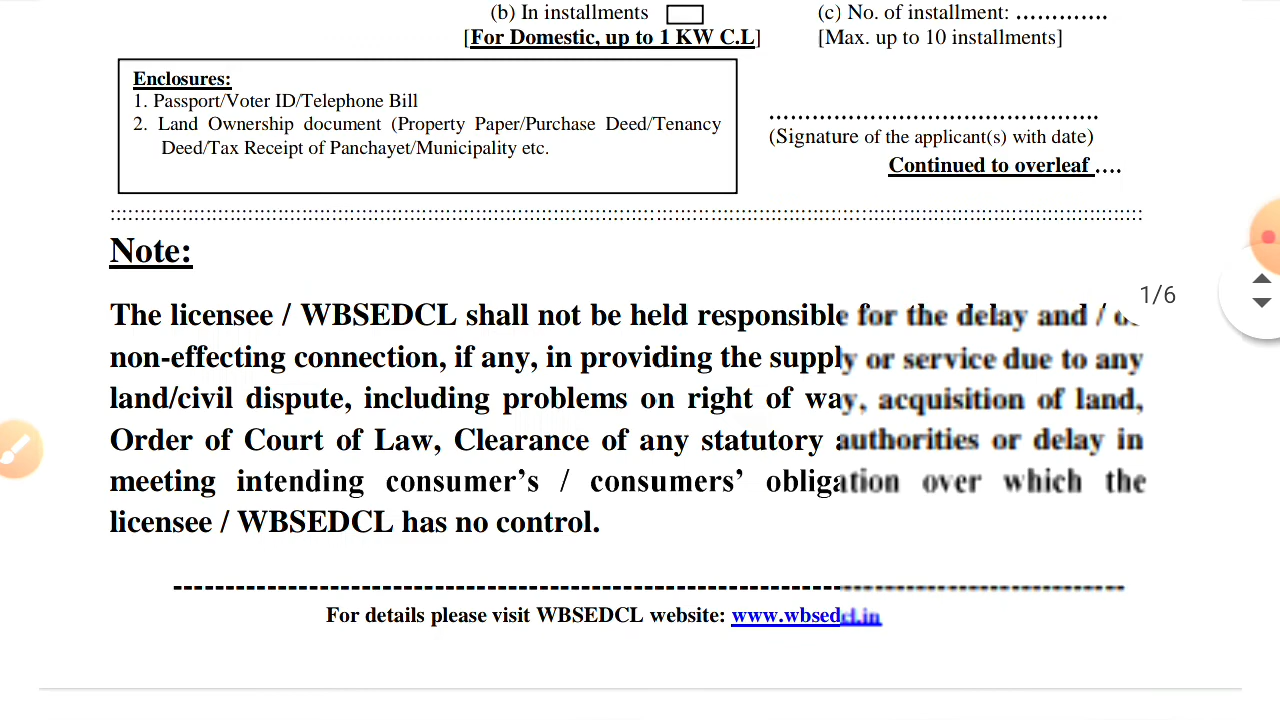 (b) In installments
(c) No. of installment: .............
[For Domestic, up to 1 KW C.L]
[Max. up to 10 installments]
Enclosures:
1. Passport/Voter ID/Telephone Bill
2. Land Ownership document (Property Paper/Purchase Deed/Tenancy
Deed/Tax Receipt of Panchayet/Municipality etc.
..............................................
(Signature of the applicant(s) with date)
Continued to overleaf ....
Note:
1/6
The licensee / WBSEDCL shall not be held responsible for the delay and /
non-effecting connection, if any, in providing the supply or service due to any
land/civil dispute, including problems on right of way, acquisition of land,
Order of Court of Law, Clearance of any statutory authorities or delay in
meeting intending consumer’s / consumers’ obligation over which the
licensee / WBSEDCL has no control.
For details please visit WBSEDCL website: www.wbsedcl.in